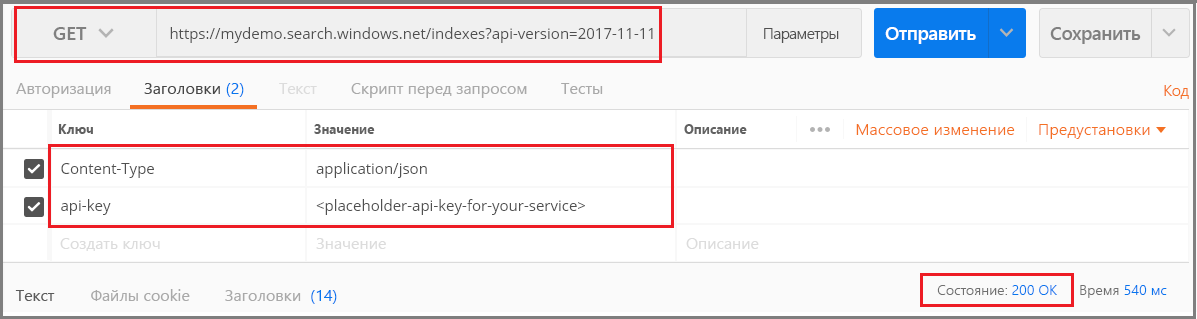 GET https://mydemo.search.windows.net/indexes?api-version=2017-11-11 Параметры Отправить Сохранить
Авторизация Заголовки (2) Текст Скрипт перед запросом Тесты Код
Ключ Значение Описание ••• Массовое изменение Предустановки
Content-Type application/json
api-key <placeholder-api-key-for-your-service>
Создать ключ Значение Описание
Текст Файлы cookie Заголовки (14) Состояние: 200 OK Время 540 мс